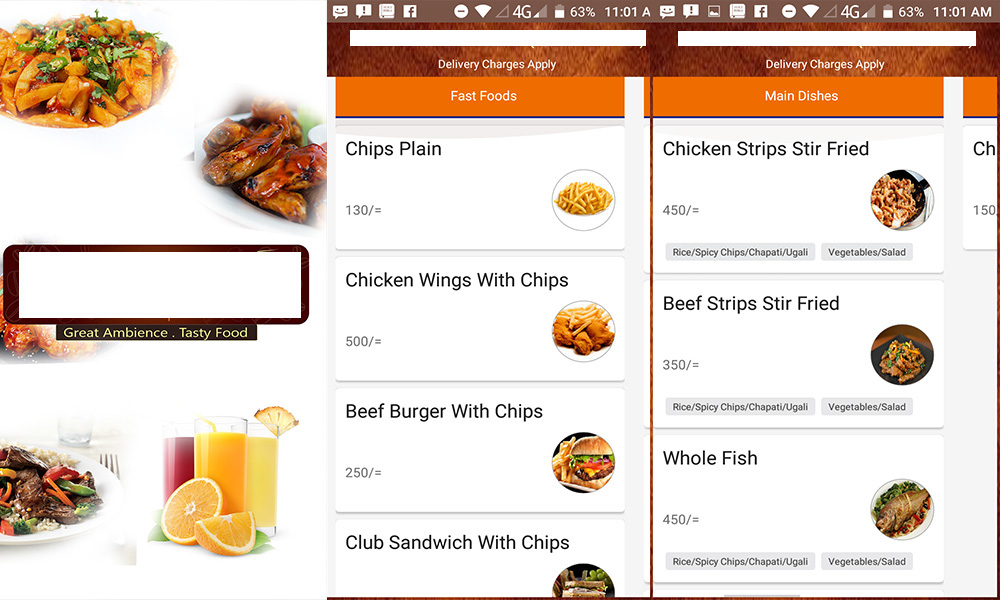 Great Ambience . Tasty Food
4G 63% 11:01 A
Delivery Charges Apply
Fast Foods
Chips Plain
130/=
Chicken Wings With Chips
500/=
Beef Burger With Chips
250/=
Club Sandwich With Chips
4G 63% 11:01 AM
Delivery Charges Apply
Main Dishes
Chicken Strips Stir Fried
450/=
Rice/Spicy Chips/Chapati/Ugali Vegetables/Salad
Beef Strips Stir Fried
350/=
Rice/Spicy Chips/Chapati/Ugali Vegetables/Salad
Whole Fish
450/=
Rice/Spicy Chips/Chapati/Ugali Vegetables/Salad
Ch
150